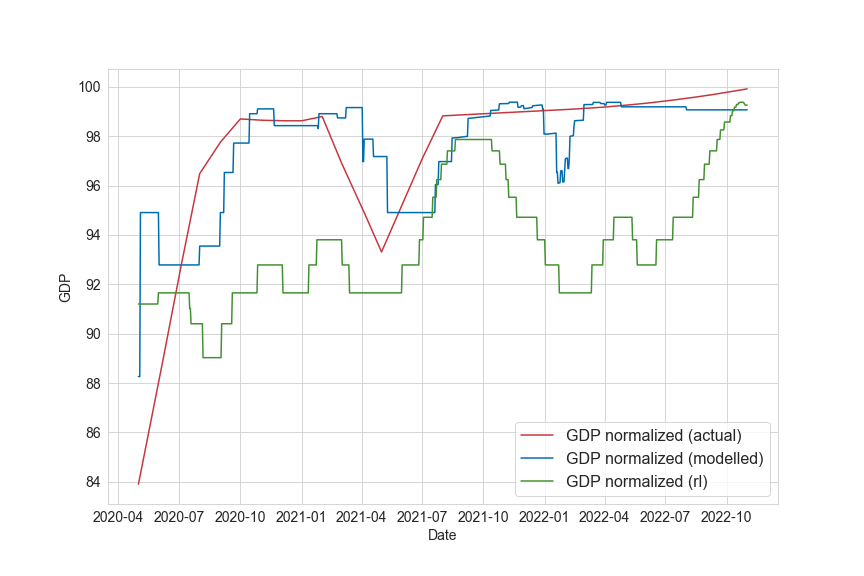 100
98
96
94
92
90
88
86
84
GDP
GDP normalized (actual)
GDP normalized (modelled)
GDP normalized (rl)
2020-04 2020-07 2020-10 2021-01 2021-04 2021-07 2021-10 2022-01 2022-04 2022-07 2022-10
Date